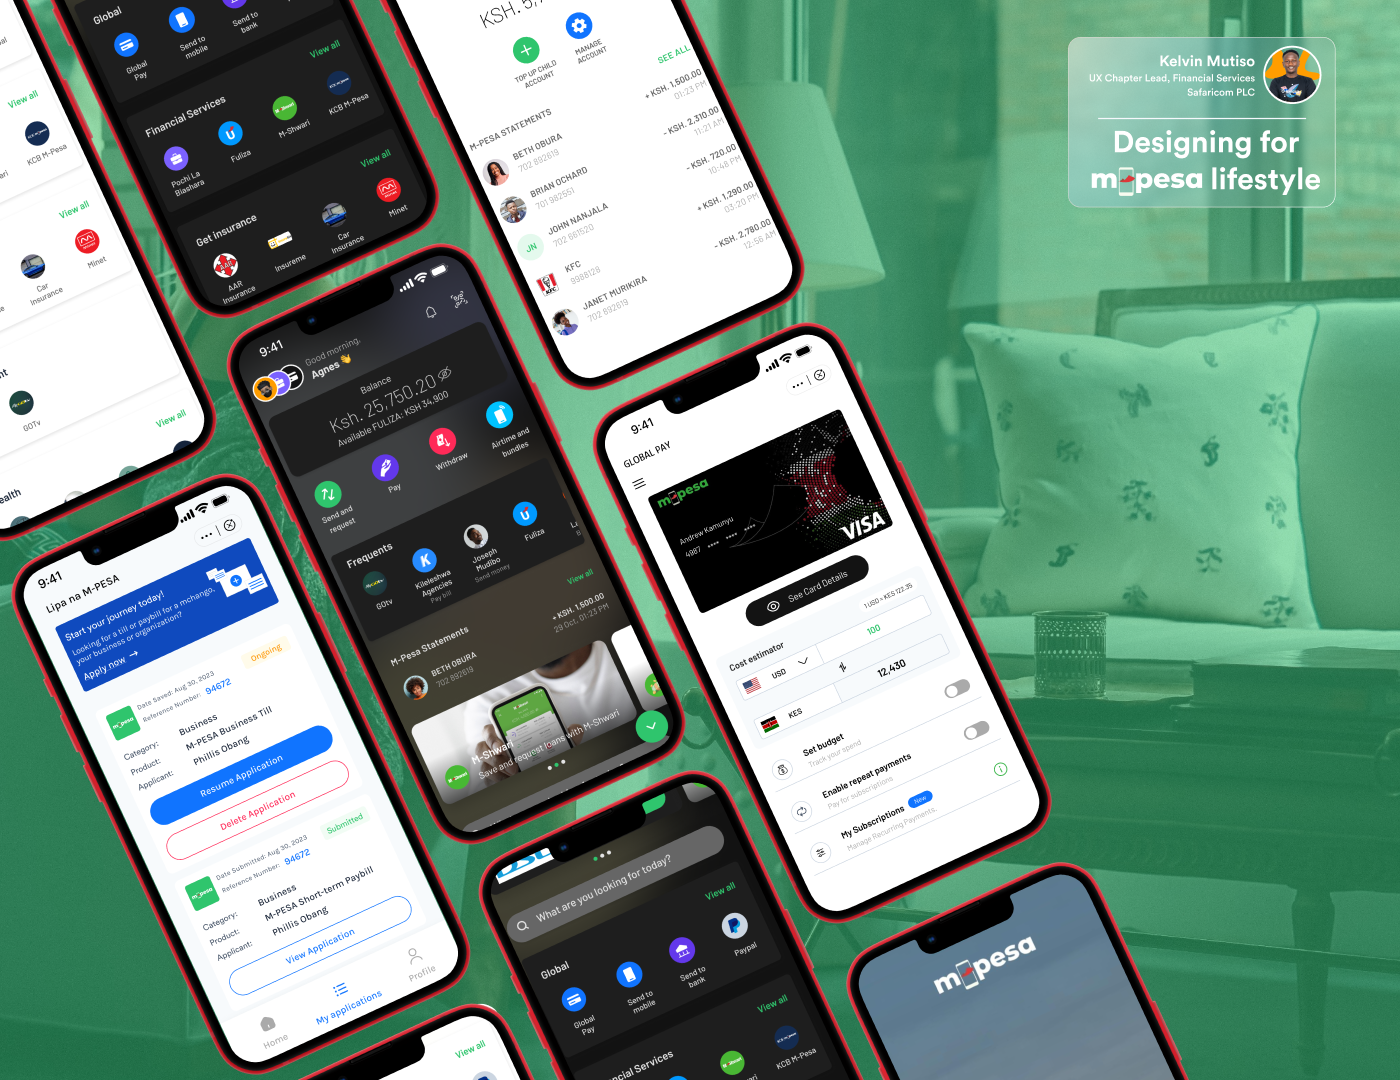 Kelvin Mutiso
UX Chapter Lead, Financial Services
Safaricom PLC
Designing for
m-pesa lifestyle
View all
KCB M-Pesa
View all
Car
Insurance
Minet
GOtv
View all
Global
Global
Pay
Send to
mobile
Send to
bank
View all
Financial Services
Pochi La
Biashara
Fuliza
M-Shwari
KCB M-Pesa
View all
Get insurance
AAR
Insurance
Insureme
Car
Insurance
Minet
TOP UP CHILD
ACCOUNT
MANAGE
ACCOUNT
SEE ALL
M-PESA STATEMENTS
BETH OBURA
702 892619
+ KSH. 1,500.00
01:23 PM
BRIAN OCHARD
701 982551
- KSH. 2,310.00
11:21 AM
JN
JOHN NANJALA
702 661520
- KSH. 720.00
10:48 PM
KFC
KFC
9988128
+ KSH. 1,290.00
03:20 PM
JANET MURIKIRA
702 892619
- KSH. 2,780.00
12:56 AM
9:41
Good morning,
Agnes 👋
Balance
Ksh. 25,750.20
Available FULIZA: KSH 34,900
Send and
request
Pay
Withdraw
Airtime and
bundles
Frequents
GOtv
Kileleshwa
Agencies
Pay bill
Joseph
Mudibo
Send money
Fuliza
View all
M-Pesa Statements
BETH OBURA
702 892619
+ KSH. 1,500.00
29 Oct, 01:23 PM
M-Shwari
Save and request loans with M-Shwari
9:41
GLOBAL PAY
m-pesa
Andrew Kamunyu
4987 •••• •••• ••••
VISA
See Card Details
Cost estimator
1 USD = KES 122.35
USD
100
KES
12,430
Set budget
Track your spend
Enable repeat payments
Pay for subscriptions
My Subscriptions New
Manage Recurring Payments.
9:41
Lipa na M-PESA
Start your journey today!
Looking for a till or paybill for a mchango,
your business or organization?
Apply now →
m-pesa
Date Saved: Aug 30, 2023
Reference Number: 94672
Ongoing
Category: Business
Product: M-PESA Business Till
Applicant: Phillis Obang
Resume Application
Delete Application
m-pesa
Date Submitted: Aug 30, 2023
Reference Number: 94672
Submitted
Category: Business
Product: M-PESA Short-term Paybill
Applicant: Phillis Obang
View Application
Home
My applications
Profile
What are you looking for today?
View all
Global
Global
Pay
Send to
mobile
Send to
bank
Paypal
View all
KCB M-Pesa
View all
m-pesa